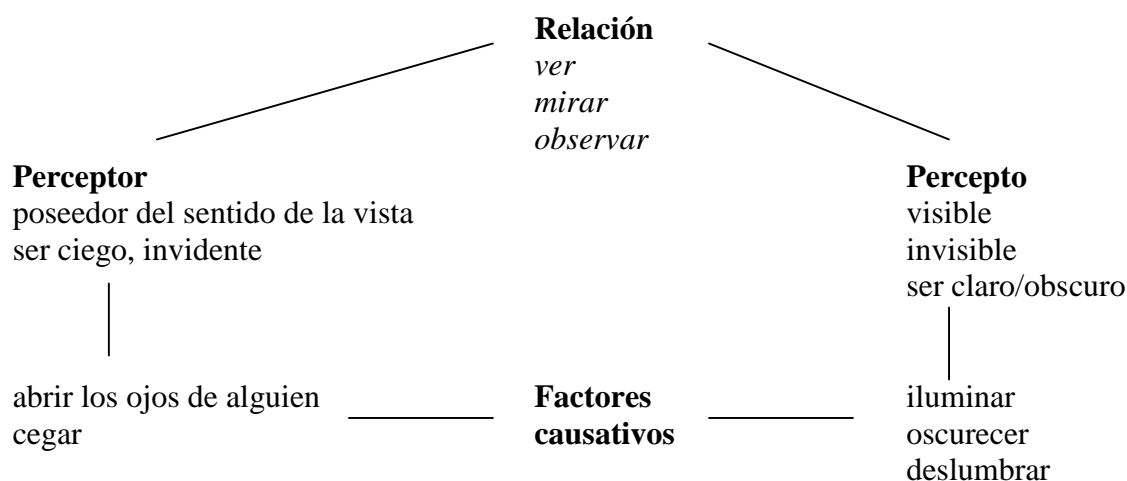 Relación
ver
mirar
observar
Perceptor
poseedor del sentido de la vista
ser ciego, invidente
Percepto
visible
invisible
ser claro/obscuro
abrir los ojos de alguien
cegar
Factores
causativos
iluminar
oscurecer
deslumbrar